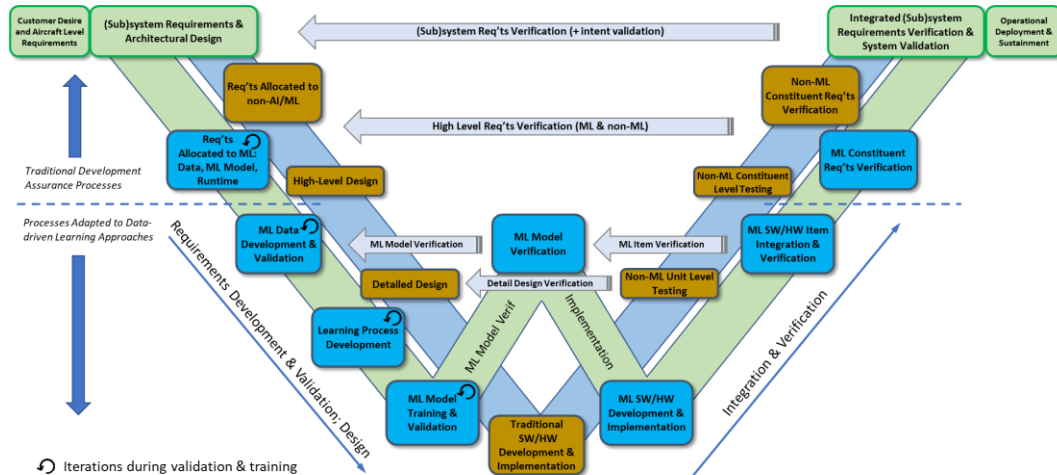 Customer Desire
and Aircraft Level
Requirements
(Sub)system Requirements &
Architectural Design
(Sub)system Req'ts Verification (+ intent validation)
Integrated (Sub)system
Requirements Verification &
System Validation
Operational
Deployment &
Sustainment
Req'ts Allocated
to non-AI/ML
Non-ML
Constituent Req'ts
Verification
High Level Req'ts Verification (ML & non-ML)
Req'ts
Allocated to ML:
Data, ML Model,
Runtime
ML Constituent
Req'ts Verification
Traditional Development
Assurance Processes
High-Level Design
Non-ML Constituent
Level Testing
Processes Adapted to Data-
driven Learning Approaches
ML Data
Development &
Validation
ML Model Verification
ML Model
Verification
ML Item Verification
ML SW/HW Item
Integration &
Verification
Detailed Design
Detail Design Verification
Non-ML Unit Level
Testing
Requirements Development & Validation; Design
Learning Process
Development
ML Model Verif
Implementation
Integration & Verification
ML Model
Training &
Validation
Traditional
SW/HW
Development &
Implementation
ML SW/HW
Development &
Implementation
Iterations during validation & training